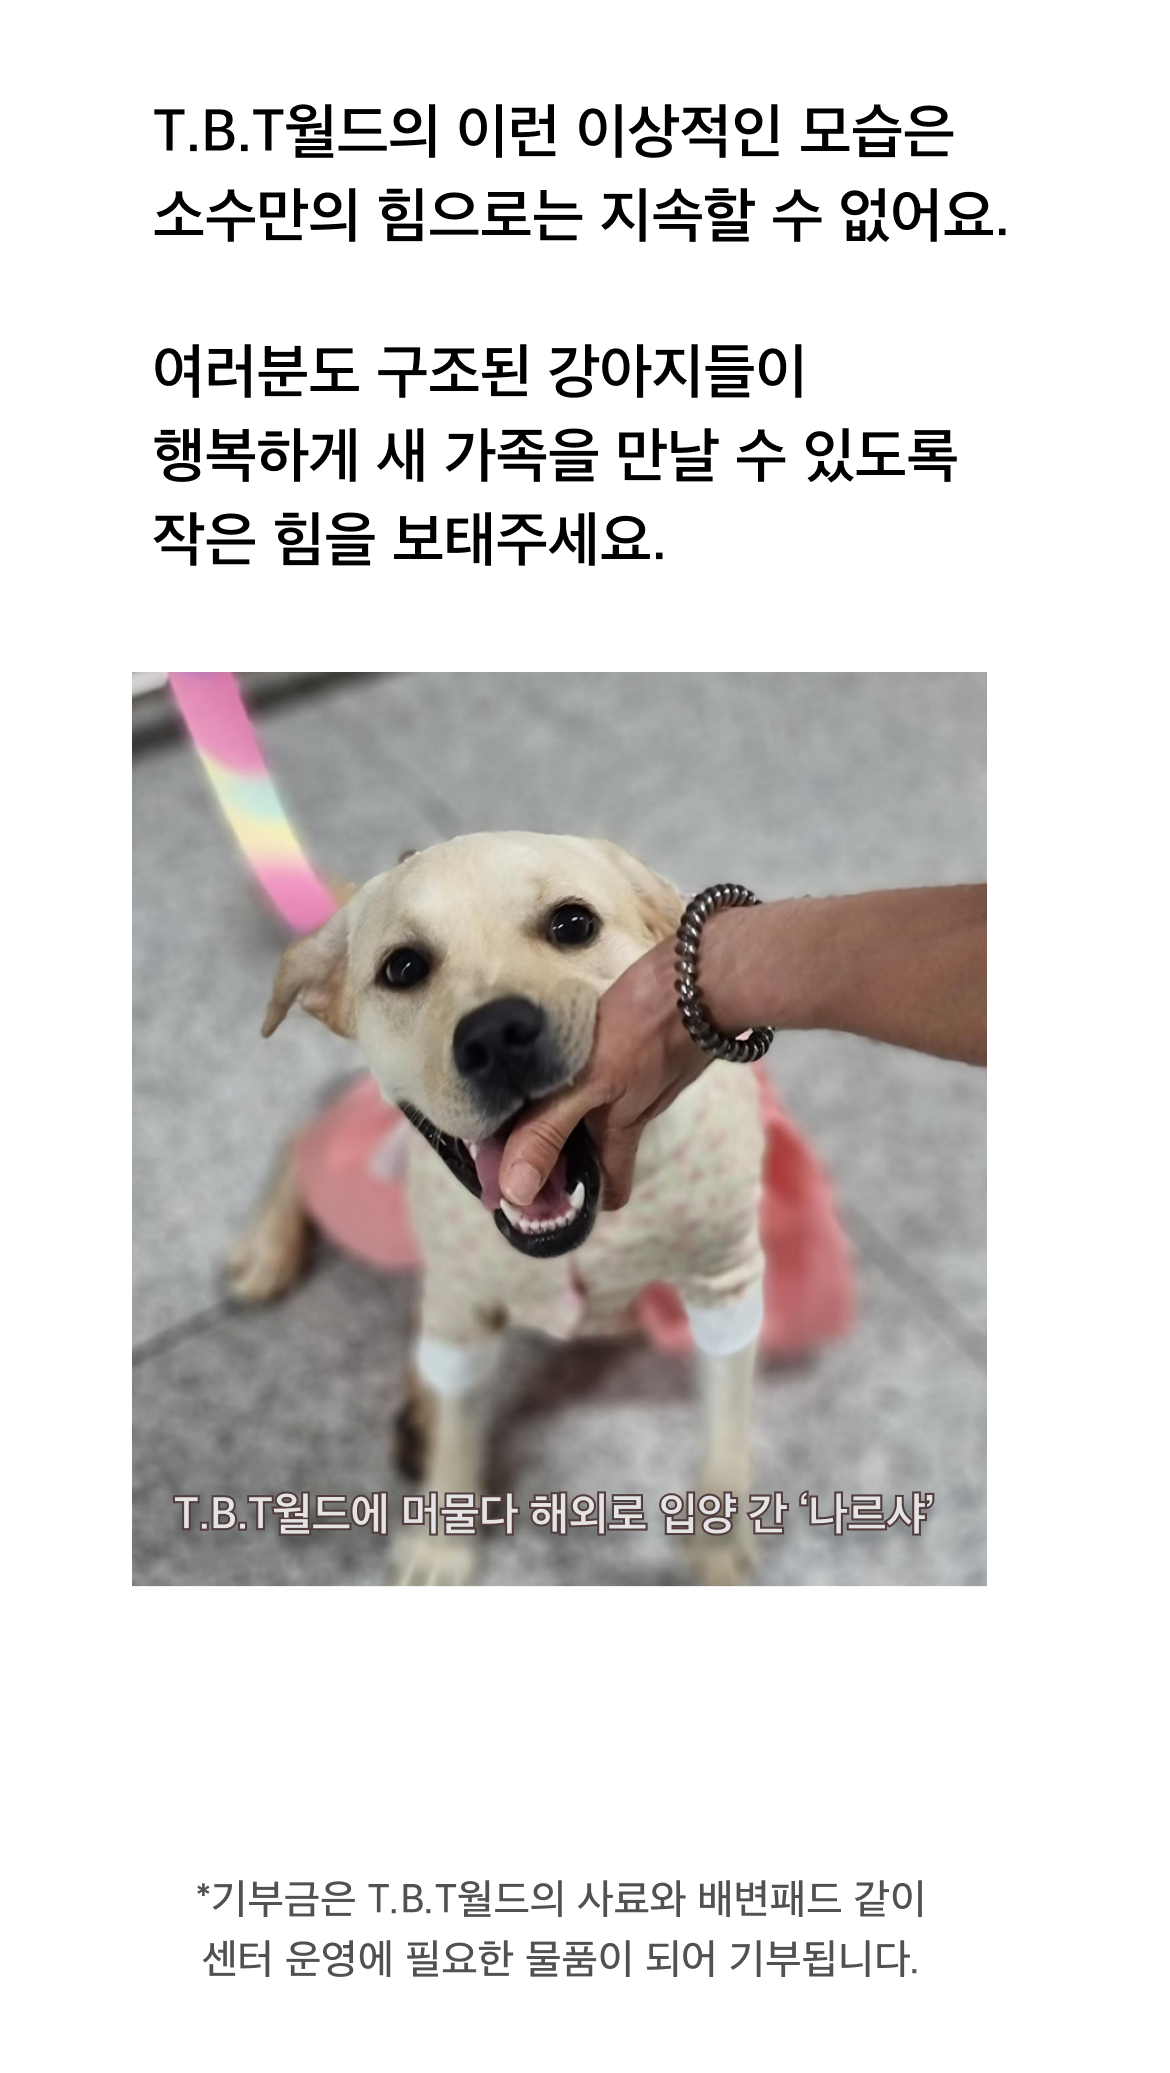 T.B.T월드의 이런 이상적인 모습은
소수만의 힘으로는 지속할 수 없어요.
여러분도 구조된 강아지들이
행복하게 새 가족을 만날 수 있도록
작은 힘을 보태주세요.
T.B.T월드에 머물다 해외로 입양 간 ‘나르샤’
*기부금은 T.B.T월드의 사료와 배변패드 같이
센터 운영에 필요한 물품이 되어 기부됩니다.